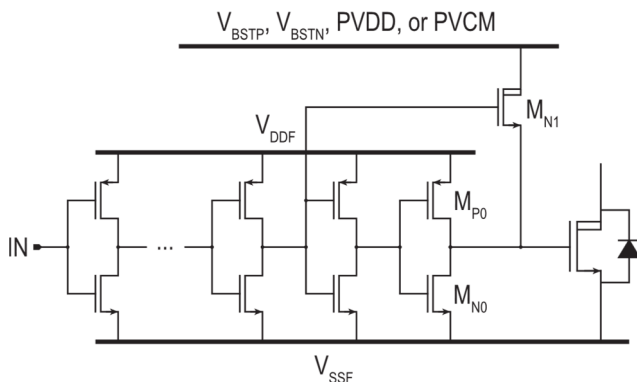 V_BSTP, V_BSTN, PVDD, or PVCM
M_N1
V_DDF
M_P0
IN
...
M_N0
V_SSF